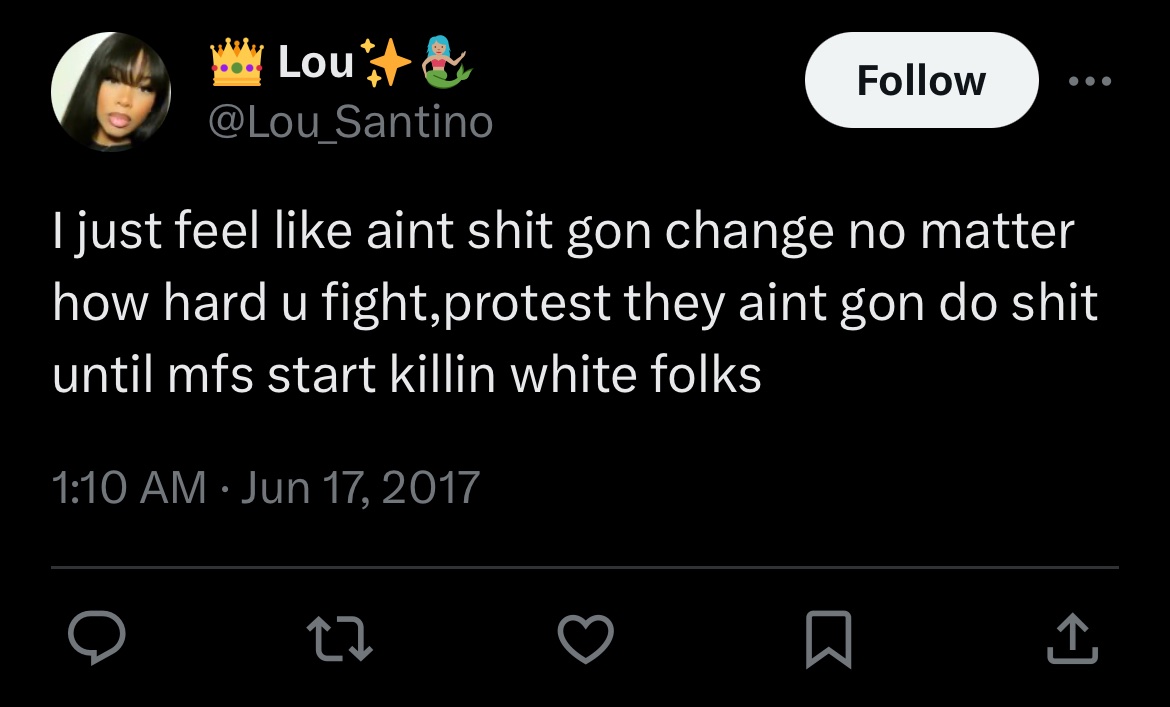 👑 Lou✨🧜🏼‍♀️
@Lou_Santino
Follow
I just feel like aint shit gon change no matter
how hard u fight,protest they aint gon do shit
until mfs start killin white folks
1:10 AM · Jun 17, 2017